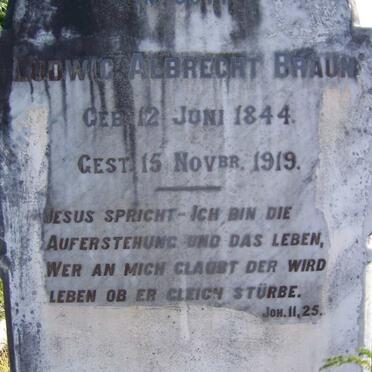 LUDWIG ALBRECHT BRAUN
GEB. 12 JUNI 1844.
GEST. 15 NOVBR. 1919.
JESUS SPRICHT-ICH BIN DIE
AUFERSTEHUNG UND DAS LEBEN,
WER AN MICH GLAUBT DER WIRD
LEBEN OB ER GLEICH STÜRBE.
JOH. 11, 25.